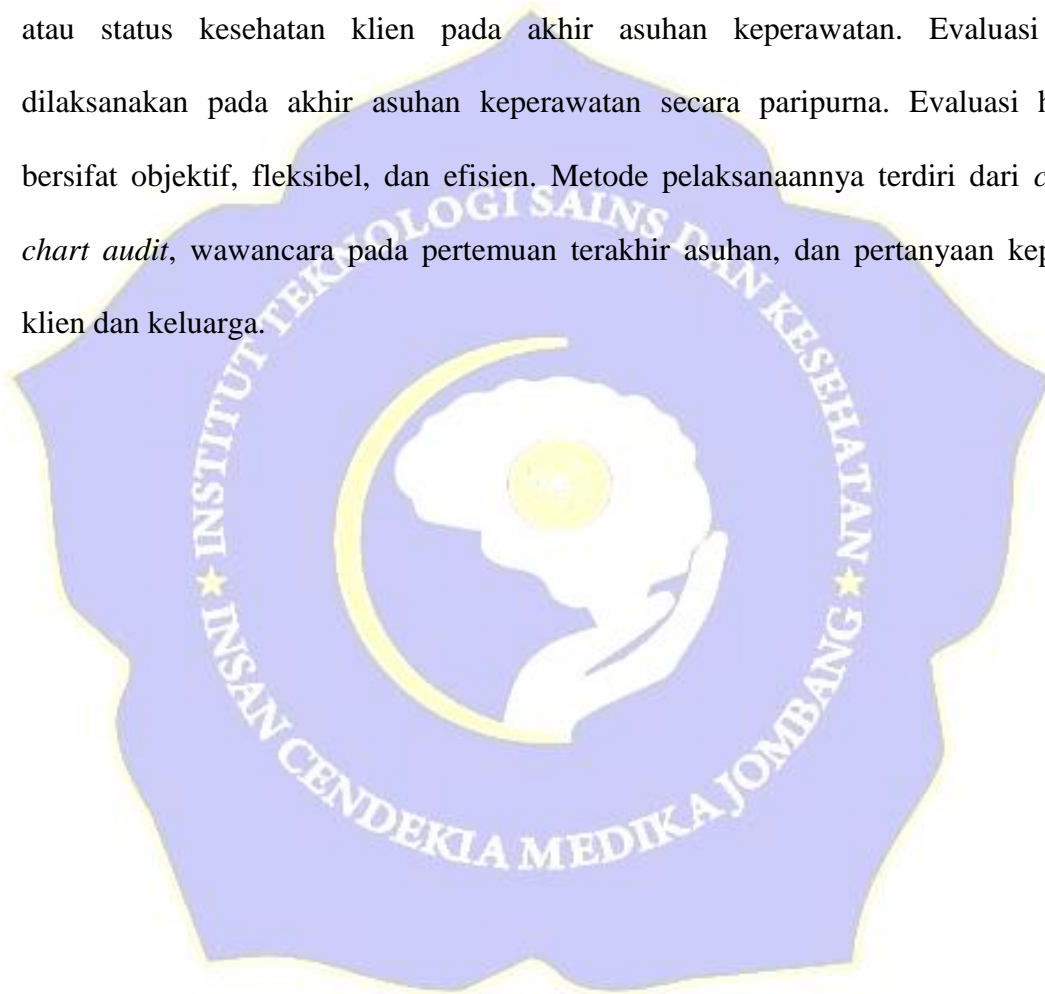 atau status kesehatan klien pada akhir asuhan keperawatan. Evaluasi
dilaksanakan pada akhir asuhan keperawatan secara paripurna. Evaluasi
bersifat objektif, fleksibel, dan efisien. Metode pelaksanaannya terdiri dari
chart audit, wawancara pada pertemuan terakhir asuhan, dan pertanyaan
klien dan keluarga.
INSTITUT TEKNOLOGI SAINS DAN KESEHATAN
INSAN CENDEKIA MEDIKA JOMBANG